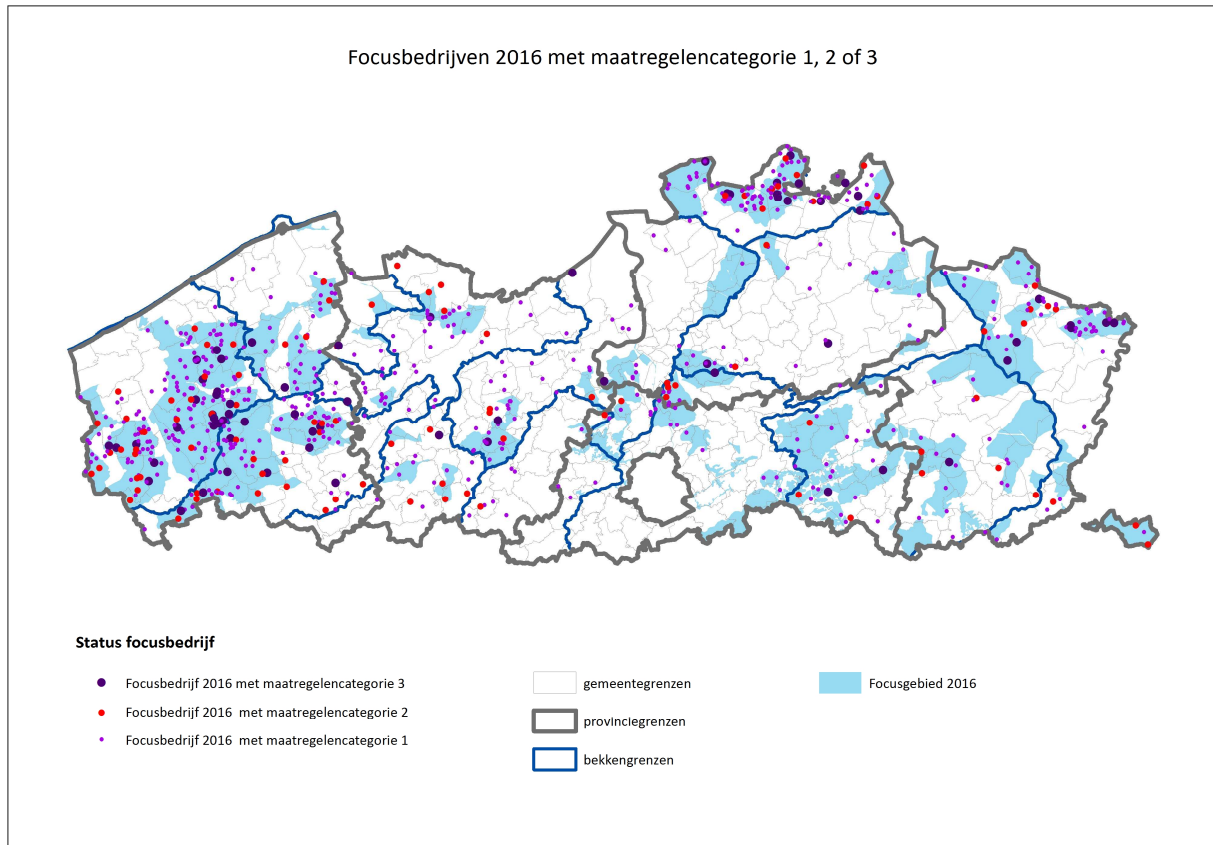 Focusbedrijven 2016 met maatregelencategorie 1, 2 of 3
Status focusbedrijf
Focusbedrijf 2016 met maatregelencategorie 3
Focusbedrijf 2016  met maatregelencategorie 2
Focusbedrijf 2016  met maatregelencategorie 1
gemeentegrenzen
provinciegrenzen
bekkengrenzen
Focusgebied 2016